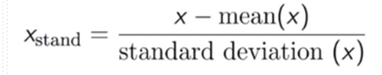 x_stand = x − mean(x) / standard deviation (x)